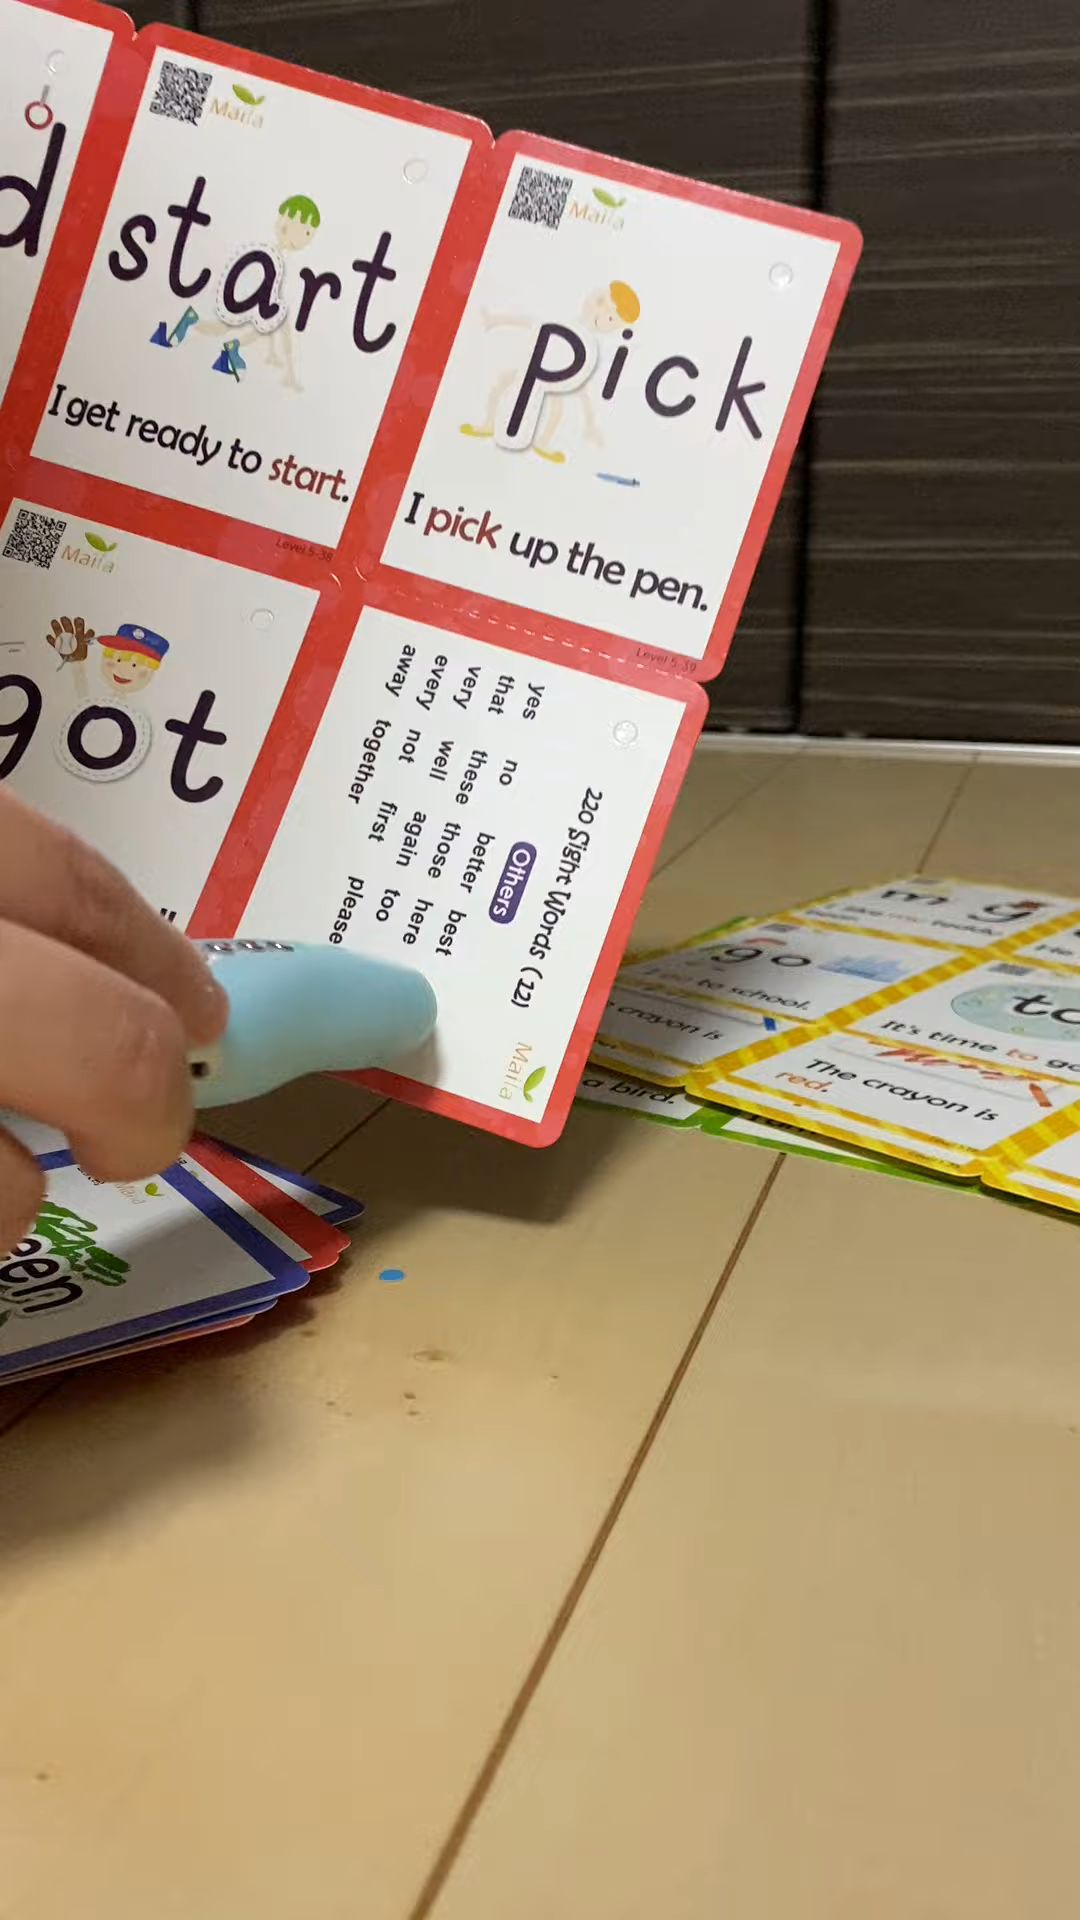 d
Maila
start
I get ready to start.
Level 5-38
Maila
pick
I pick up the pen.
Level 5-39
Maila
got
220 Sight Words (12)
Others
yes no better best
that these those here
very well again too
every not first please
away together
Maila
m g
go
to school.
crayon is
a bird.
to
It's time to go
The crayon is
red.
een